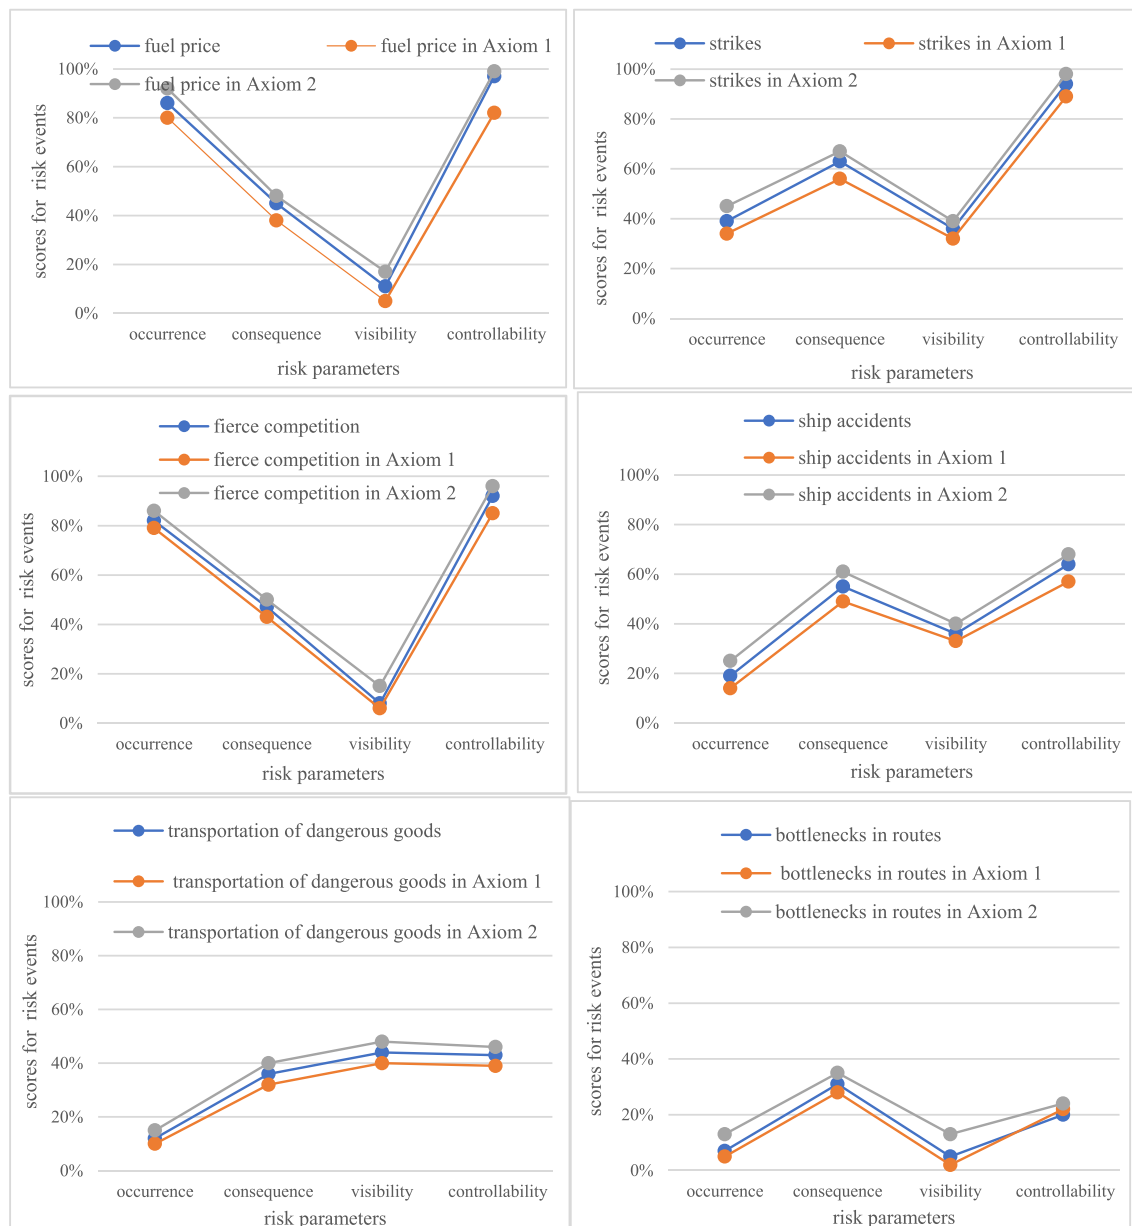 fuel price
fuel price in Axiom 1
fuel price in Axiom 2
100%
80%
60%
40%
20%
0%
scores for risk events
occurrence consequence visibility controllability
risk parameters
strikes
strikes in Axiom 1
strikes in Axiom 2
100%
80%
60%
40%
20%
0%
scores for risk events
occurrence consequence visibility controllability
risk parameters
fierce competition
fierce competition in Axiom 1
fierce competition in Axiom 2
100%
80%
60%
40%
20%
0%
scores for risk events
occurrence consequence visibility controllability
risk parameters
ship accidents
ship accidents in Axiom 1
ship accidents in Axiom 2
100%
80%
60%
40%
20%
0%
scores for risk events
occurrence consequence visibility controllability
risk parameters
transportation of dangerous goods
transportation of dangerous goods in Axiom 1
transportation of dangerous goods in Axiom 2
100%
80%
60%
40%
20%
0%
scores for risk events
occurrence consequence visibility controllability
risk parameters
bottlenecks in routes
bottlenecks in routes in Axiom 1
bottlenecks in routes in Axiom 2
100%
80%
60%
40%
20%
0%
scores for risk events
occurrence consequence visibility controllability
risk parameters